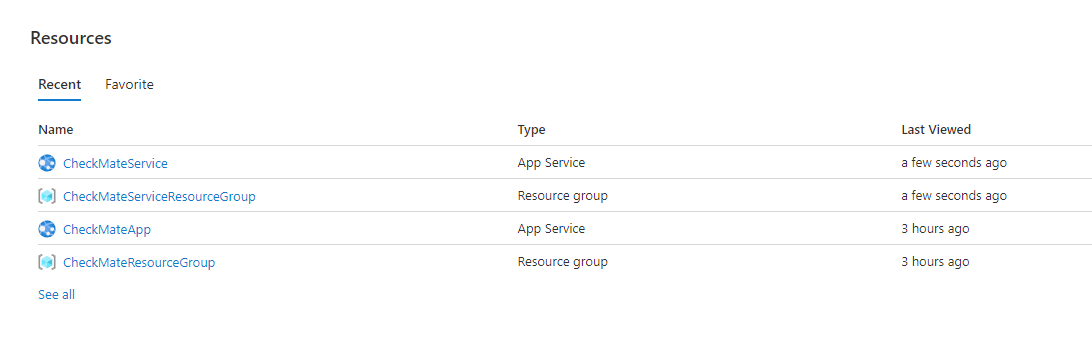 Resources
Recent Favorite
Name Type Last Viewed
CheckMateService App Service a few seconds ago
CheckMateServiceResourceGroup Resource group a few seconds ago
CheckMateApp App Service 3 hours ago
CheckMateResourceGroup Resource group 3 hours ago
See all